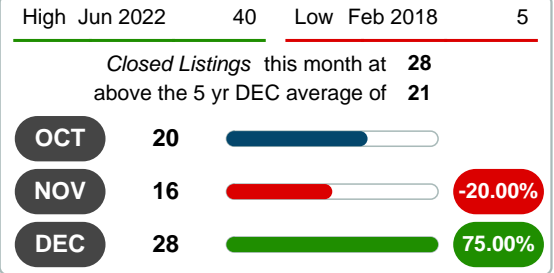 High Jun 2022 40 Low Feb 2018 5
Closed Listings this month at 28
above the 5 yr DEC average of 21
OCT 20
NOV 16 -20.00%
DEC 28 75.00%